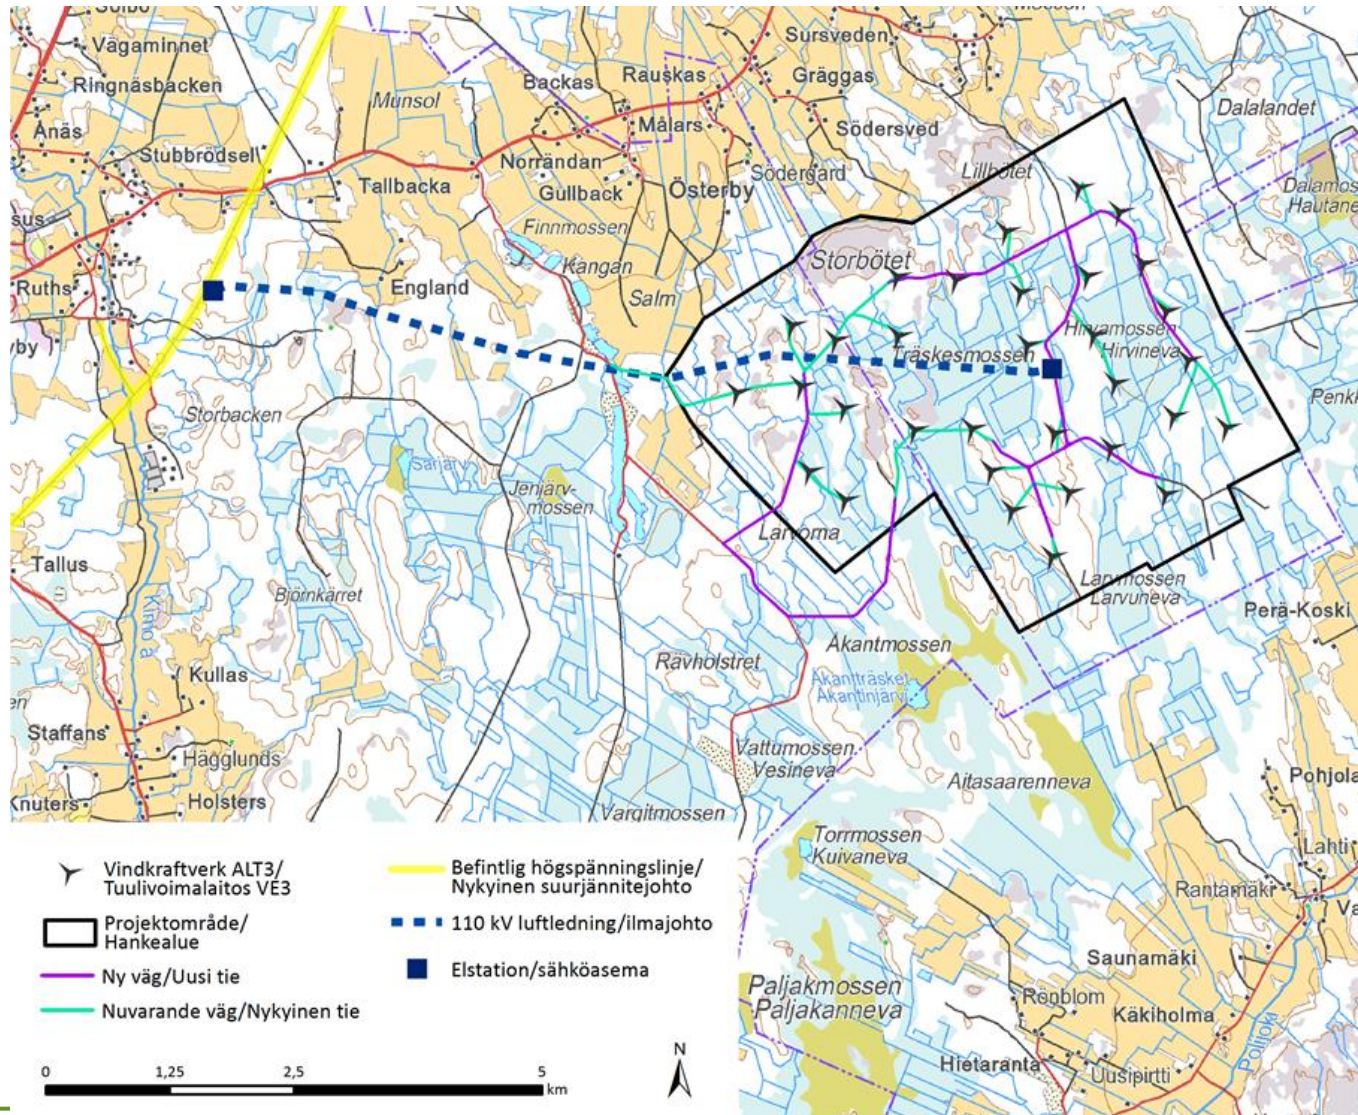 Vägaminnet
Ringnäsbacken
Anäs
Stubbrödsel
Munsol
Backas
Rauskas
Sursveden
Gräggas
Målars
Södersved
Dalalandet
Norrändan
Gullback
Tallbacka
Österby
Södergård
Lillbötet
Finnmossen
Kangan
Salm
Storbötet
Ruths
England
Hirvamossen
Hirvineva
Träskesmossen
Storbacken
Jenjärv-
mossen
Larvorna
Tallus
Björnkärret
Larvmossen
Larvuneva
Perä-Koski
Kimo å
Kullas
Rävholstret
Åkantmossen
Åkantträsket
Åkantinjärvi
Staffans
Hägglunds
Holsters
Knuters
Vattumossen
Vesineva
Aitasaarenneva
Vargitmossen
Torrmossen
Kuivaneva
Lahti
Rantamäki
Saunamäki
Paljakmossen
Paljakanneva
Rönblom
Käkiholma
Hietaranta
Uusipirtti
Vindkraftverk ALT3/
Tuulivoimalaitos VE3
Projektområde/
Hankealue
Ny väg/Uusi tie
Nuvarande väg/Nykyinen tie
Befintlig högspänningslinje/
Nykyinen suurjännitejohto
110 kV luftledning/ilmajohto
Elstation/sähköasema
0 1,25 2,5 5
km
N